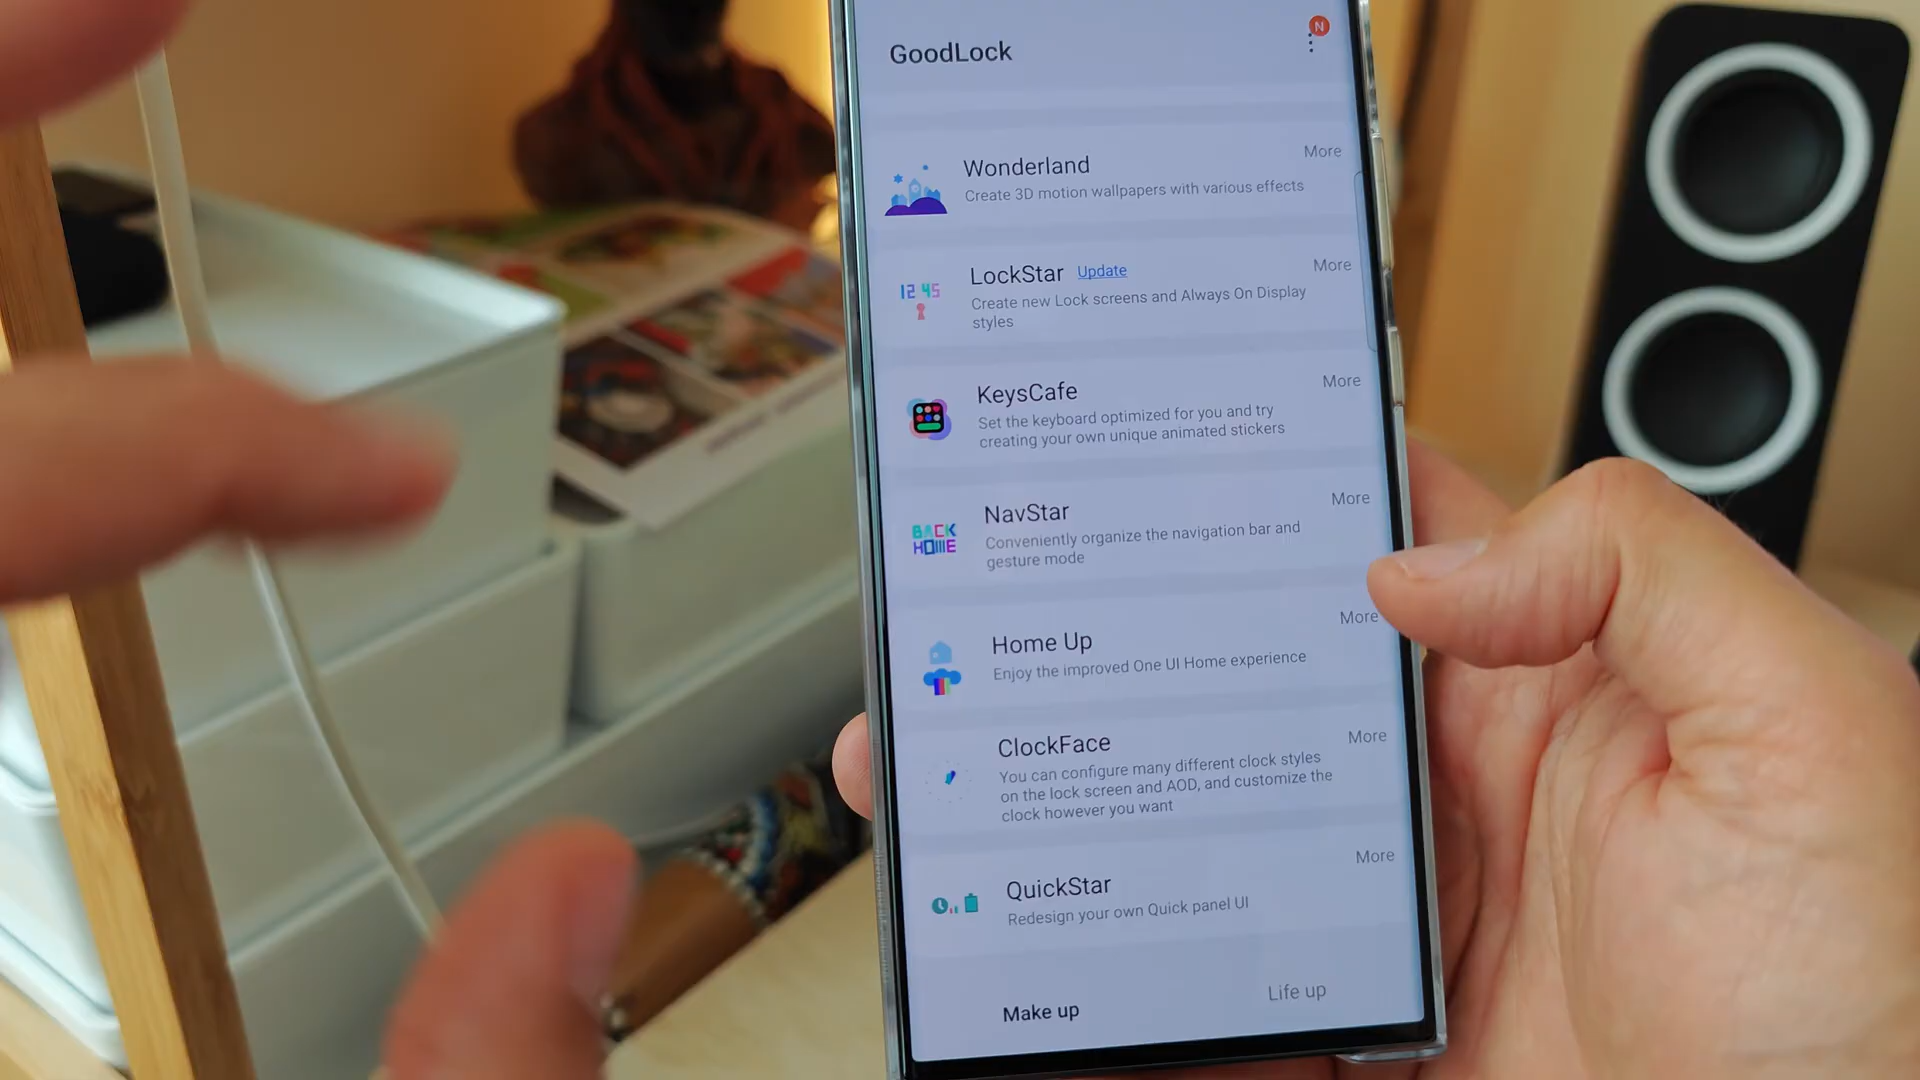 GoodLock
N
Wonderland
More
Create 3D motion wallpapers with various effects
12 45
LockStar Update
More
Create new Lock screens and Always On Display
styles
KeysCafe
More
Set the keyboard optimized for you and try
creating your own unique animated stickers
BACK
HOME
NavStar
More
Conveniently organize the navigation bar and
gesture mode
Home Up
More
Enjoy the improved One UI Home experience
ClockFace
More
You can configure many different clock styles
on the lock screen and AOD, and customize the
clock however you want
QuickStar
More
Redesign your own Quick panel UI
Make up
Life up